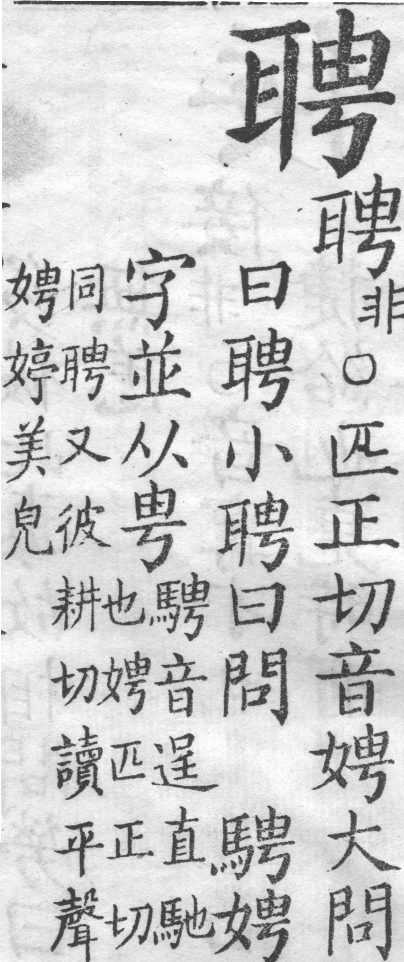 聘
聘非○匹正切音娉大問
曰聘小聘曰問 騁娉
字並从甹
騁音逞直馳
也娉匹正切
同聘又彼耕切讀平聲
娉婷美皃